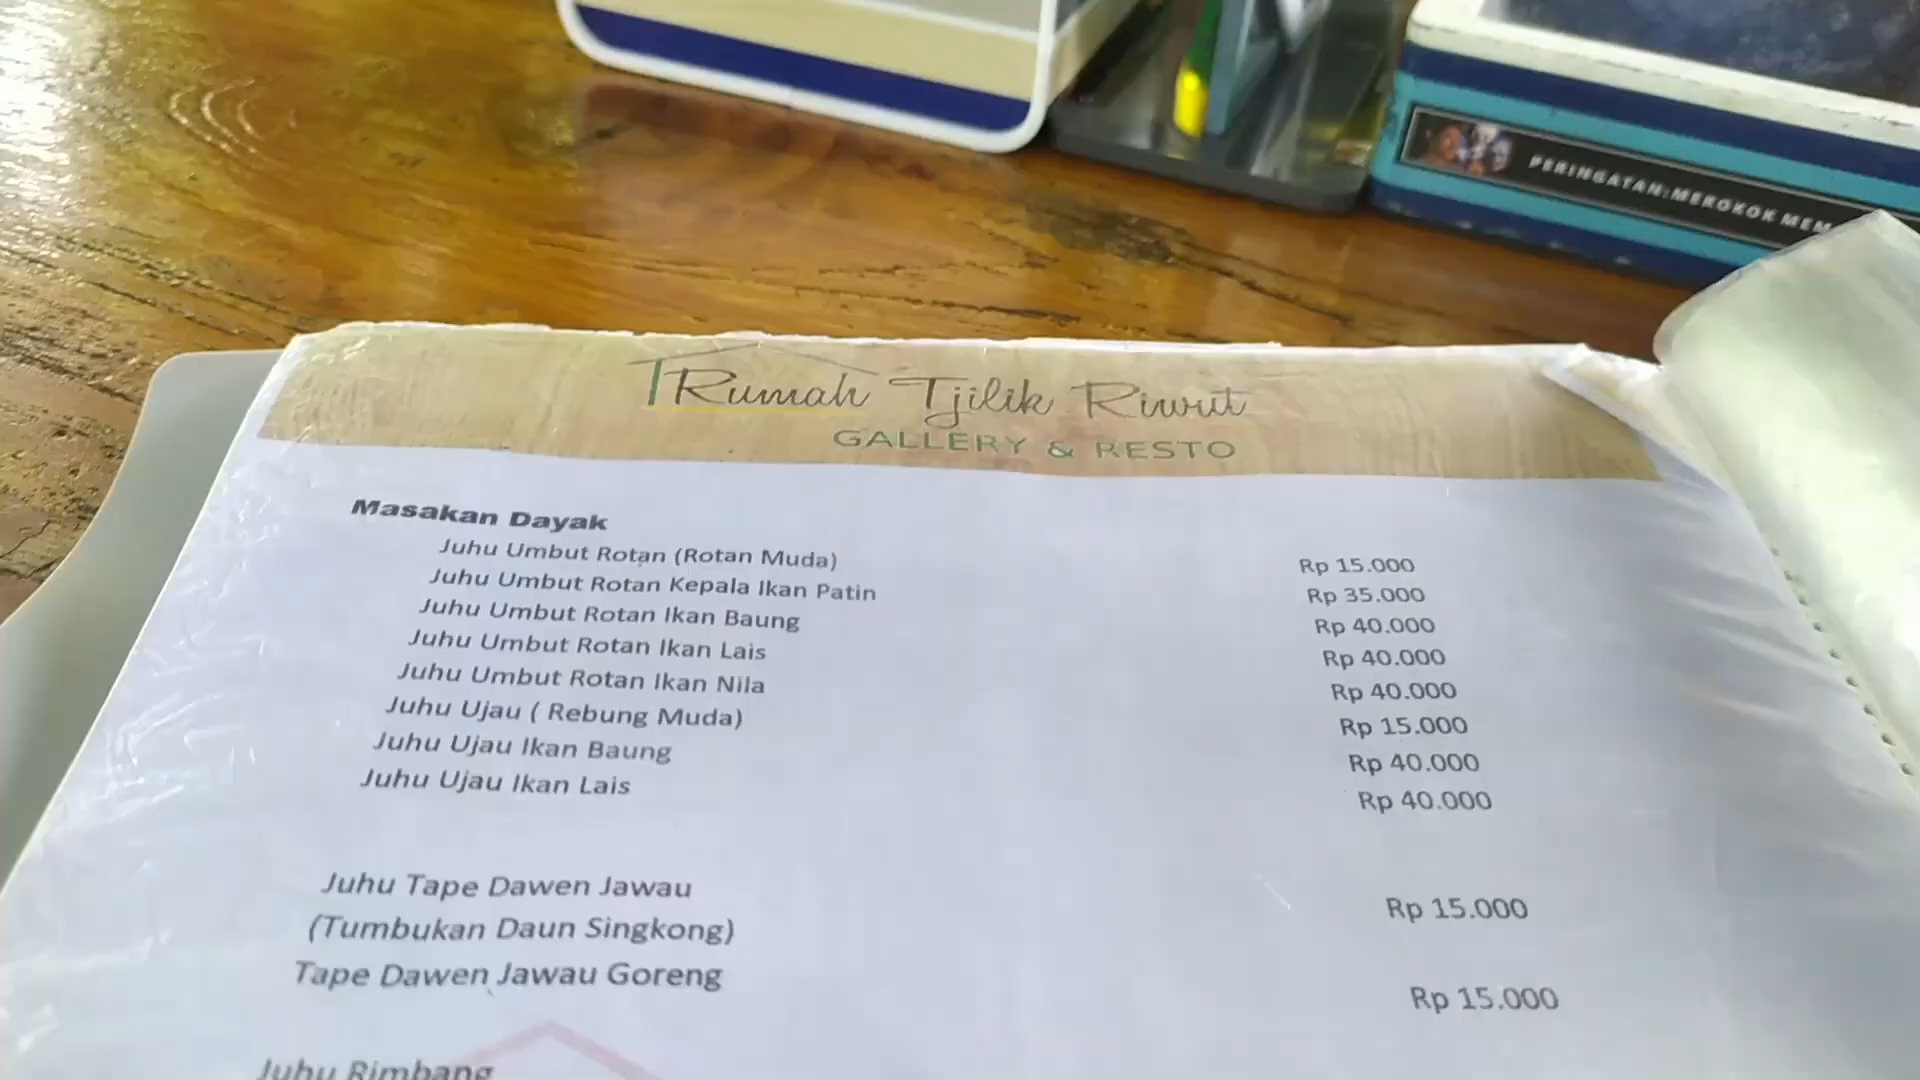 PERINGATAN: MEROKOK MEM
Rumah Tjilik Riwut
GALLERY & RESTO
Masakan Dayak
Juhu Umbut Rotan (Rotan Muda) Rp 15.000
Juhu Umbut Rotan Kepala Ikan Patin Rp 35.000
Juhu Umbut Rotan Ikan Baung Rp 40.000
Juhu Umbut Rotan Ikan Lais Rp 40.000
Juhu Umbut Rotan Ikan Nila Rp 40.000
Juhu Ujau ( Rebung Muda) Rp 15.000
Juhu Ujau Ikan Baung Rp 40.000
Juhu Ujau Ikan Lais Rp 40.000
Juhu Tape Dawen Jawau Rp 15.000
(Tumbukan Daun Singkong)
Tape Dawen Jawau Goreng Rp 15.000
Juhu Rimbang